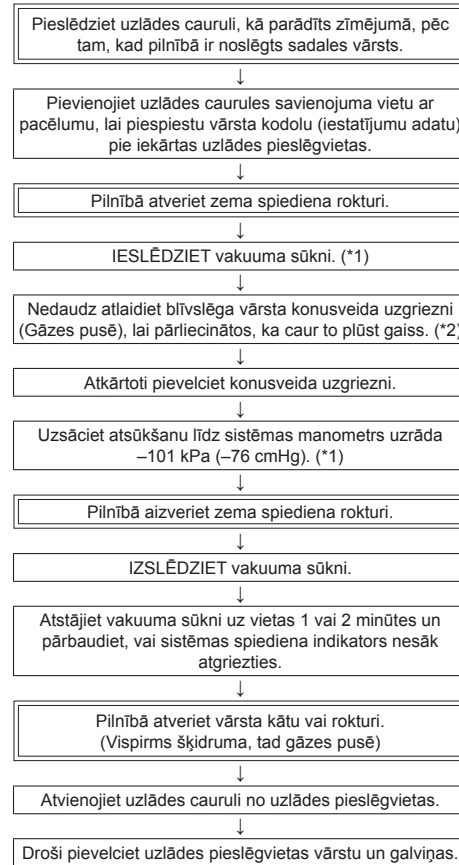 Pieslēdziet uzlādes cauruli, kā parādīts zīmējumā, pēc
tam, kad pilnībā ir noslēgts sadales vārsts.
↓
Pievienojiet uzlādes caurules savienojuma vietu ar
pacēlumu, lai piespiestu vārsta kodolu (iestatījumu adatu)
pie iekārtas uzlādes pieslēgvietas.
↓
Pilnībā atveriet zema spiediena rokturi.
↓
IESLĒDZIET vakuuma sūkni. (*1)
↓
Nedaudz atlaidiet blīvslēga vārsta konusveida uzgriezni
(Gāzes pusē), lai pārliecinātos, ka caur to plūst gaiss. (*2)
↓
Atkārtoti pievelciet konusveida uzgriezni.
↓
Uzsāciet atsūkšanu līdz sistēmas manometrs uzrāda
–101 kPa (–76 cmHg). (*1)
↓
Pilnībā aizveriet zema spiediena rokturi.
↓
IZSLĒDZIET vakuuma sūkni.
↓
Atstājiet vakuuma sūkni uz vietas 1 vai 2 minūtes un
pārbaudiet, vai sistēmas spiediena indikators nesāk
atgriezties.
↓
Pilnībā atveriet vārsta kātu vai rokturi.
(Vispirms šķidruma, tad gāzes pusē)
↓
Atvienojiet uzlādes cauruli no uzlādes pieslēgvietas.
↓
Droši pievelciet uzlādes pieslēgvietas vārstu un galviņas.